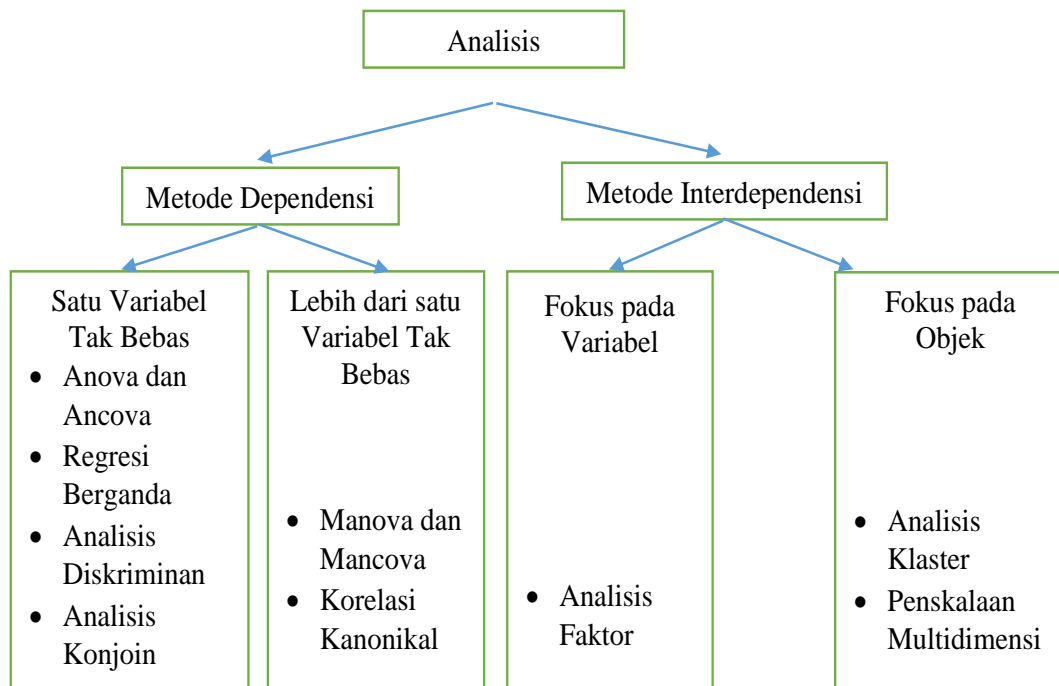 Analisis
Metode Dependensi
Metode Interdependensi
Satu Variabel
Tak Bebas
• Anova dan
Ancova
• Regresi
Berganda
• Analisis
Diskriminan
• Analisis
Konjoin
Lebih dari satu
Variabel Tak
Bebas
• Manova dan
Mancova
• Korelasi
Kanonikal
Fokus pada
Variabel
• Analisis
Faktor
Fokus pada
Objek
• Analisis
Klaster
• Penskalaan
Multidimensi